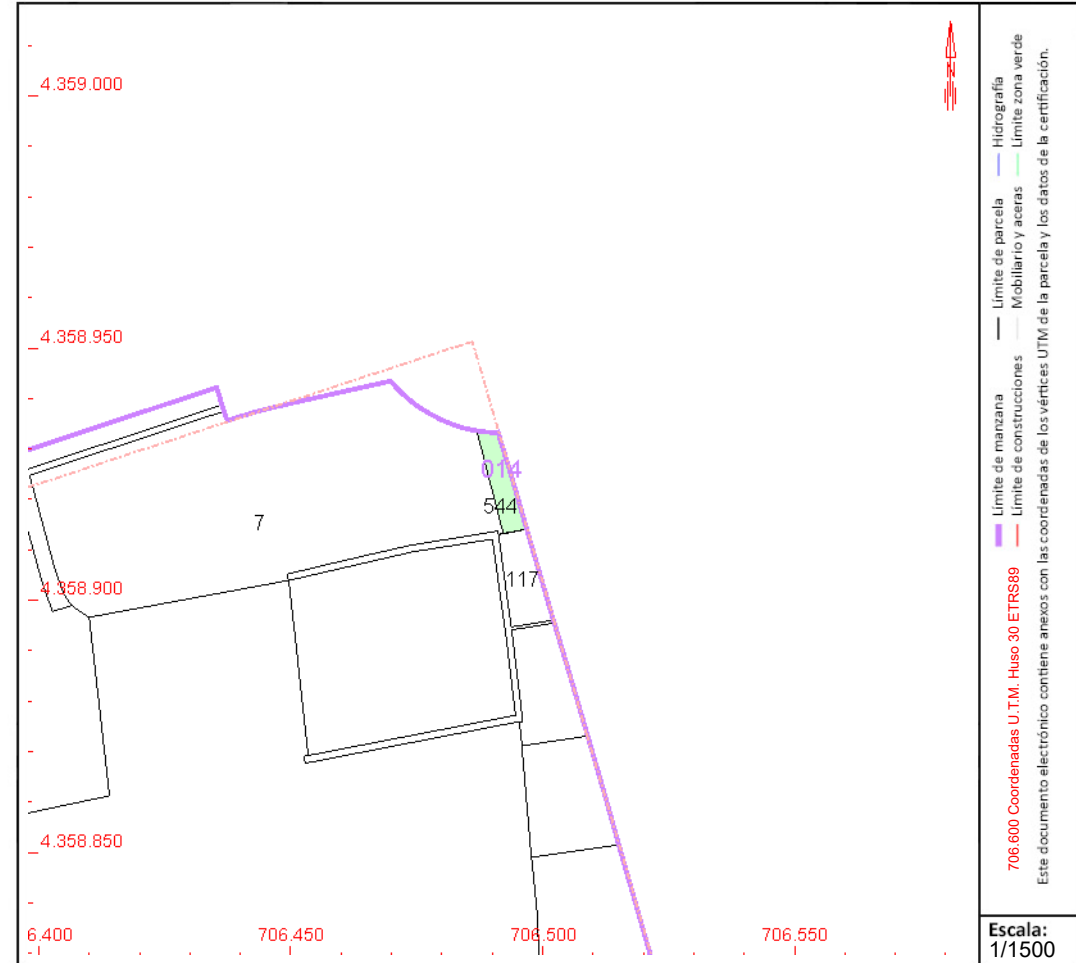 4.359.000
N
4.358.950
014
544
7
117
4.358.900
4.358.850
6.400
706.450
706.500
706.550
706.600 Coordenadas U.T.M. Huso 30 ETRS89
Límite de manzana
Límite de parcela
Hidrografía
Límite de construcciones
Mobiliario y aceras
Límite zona verde
Este documento electrónico contiene anexos con las coordenadas de los vértices UTM de la parcela y los datos de la certificación.
Escala:
1/1500